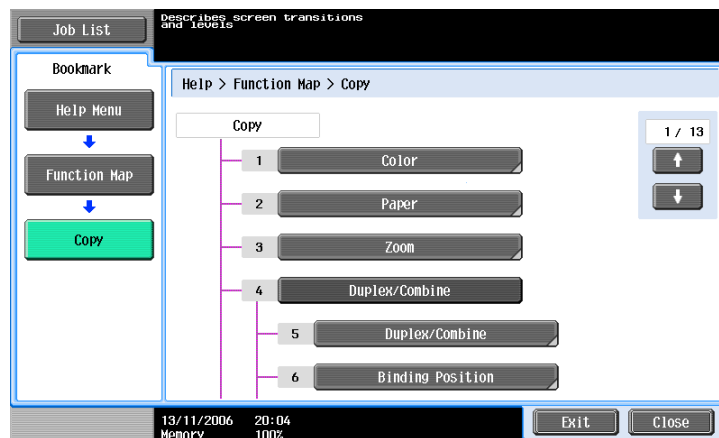 Job List
Describes screen transitions
and levels
Bookmark
Help Menu
Function Map
Copy
Help > Function Map > Copy
Copy
1 / 13
1 Color
2 Paper
3 Zoom
4 Duplex/Combine
5 Duplex/Combine
6 Binding Position
13/11/2006 20:04
Memory 100%
Exit
Close